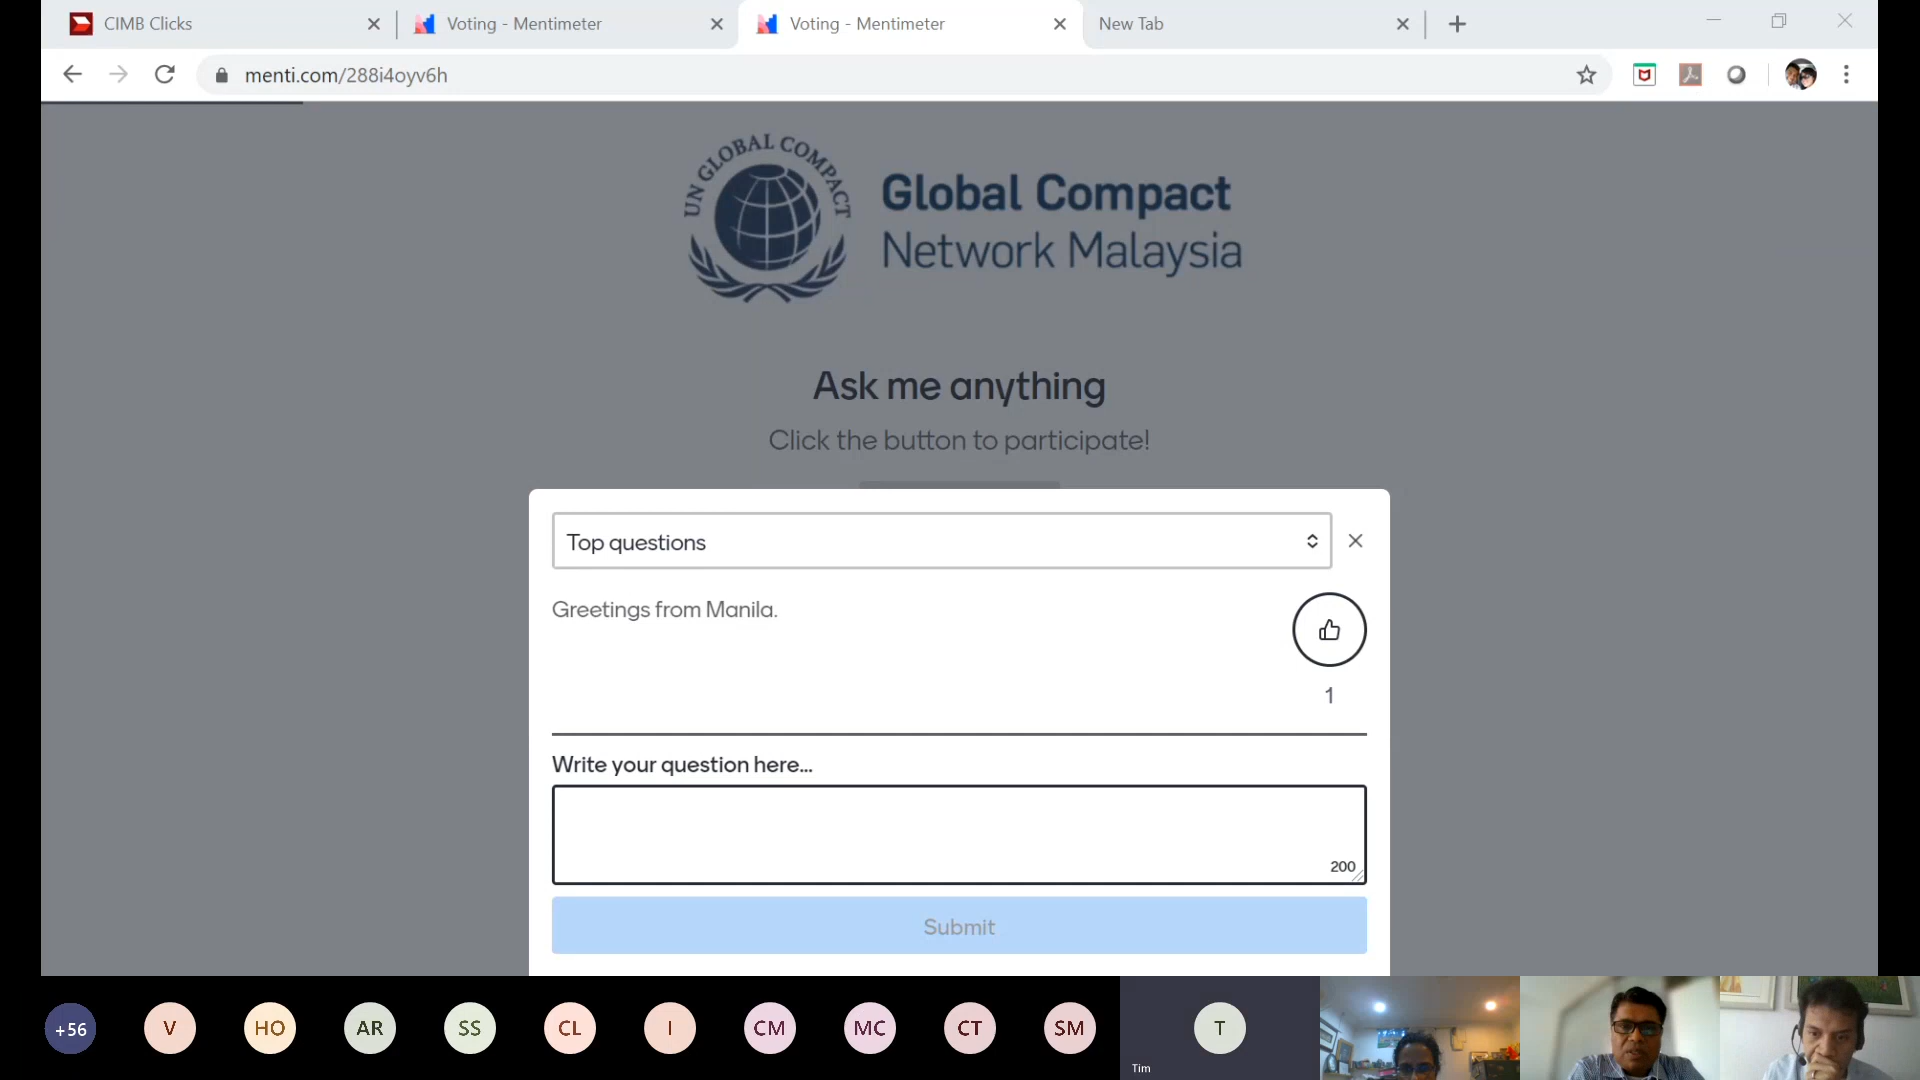 CIMB Clicks
Voting - Mentimeter
Voting - Mentimeter
New Tab
menti.com/288i4oyv6h
UN GLOBAL COMPACT
Global Compact
Network Malaysia
Ask me anything
Click the button to participate!
Top questions
Greetings from Manila.
1
Write your question here...
200
Submit
+56
V
HO
AR
SS
CL
I
CM
MC
CT
SM
T
Tim